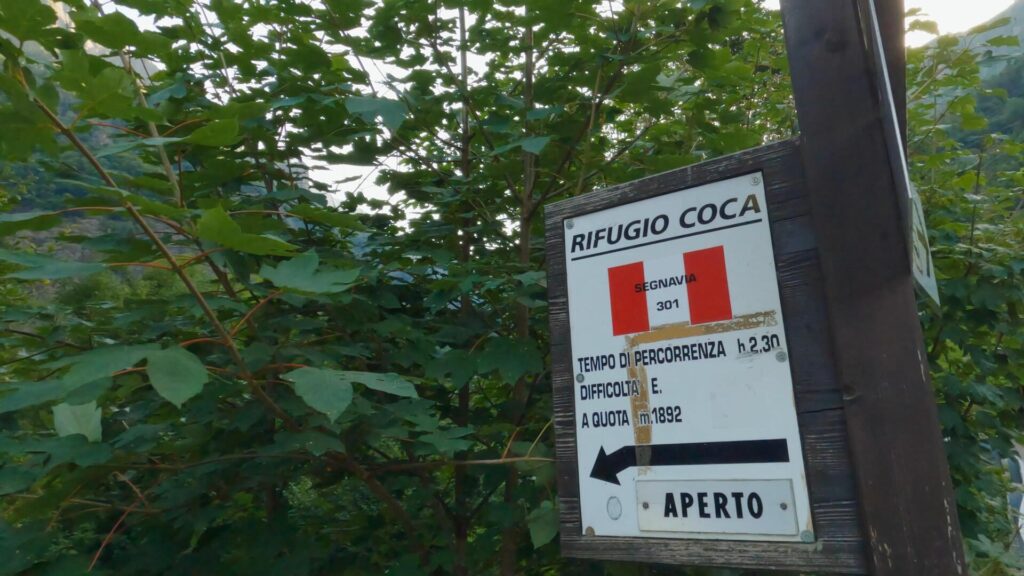 RIFUGIO COCA
SEGNAVIA
301
TEMPO DI PERCORRENZA h 2.30
DIFFICOLTA' E.
A QUOTA m.1892
APERTO